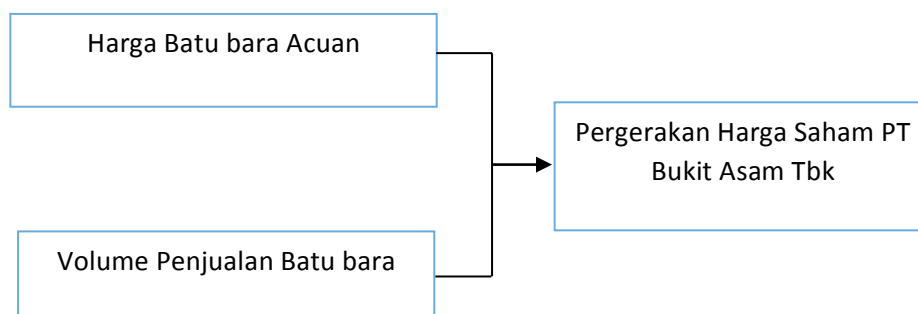 Harga Batu bara Acuan
Pergerakan Harga Saham PT
Bukit Asam Tbk
Volume Penjualan Batu bara